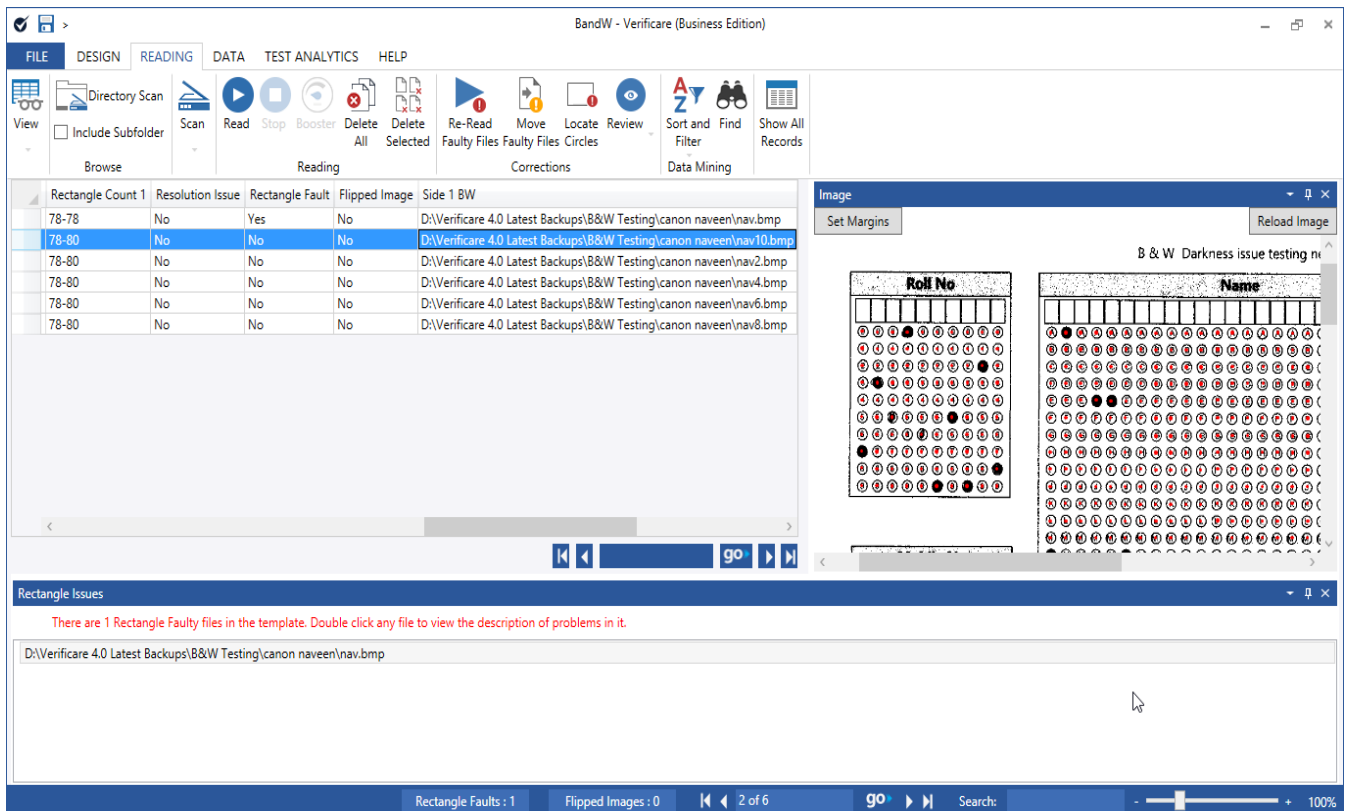 BandW - Verificare (Business Edition)
FILE DESIGN READING DATA TEST ANALYTICS HELP
View
Directory Scan
Include Subfolder
Browse
Scan
Read Stop Booster Delete All Delete Selected
Reading
Re-Read Faulty Files Move Faulty Files Locate Circles Review
Corrections
Sort and Filter Find
Data Mining
Show All Records
Rectangle Count 1 Resolution Issue Rectangle Fault Flipped Image Side 1 BW
78-78 No Yes No D:\Verificare 4.0 Latest Backups\B&W Testing\canon naveen\nav.bmp
78-80 No No No D:\Verificare 4.0 Latest Backups\B&W Testing\canon naveen\nav10.bmp
78-80 No No No D:\Verificare 4.0 Latest Backups\B&W Testing\canon naveen\nav2.bmp
78-80 No No No D:\Verificare 4.0 Latest Backups\B&W Testing\canon naveen\nav4.bmp
78-80 No No No D:\Verificare 4.0 Latest Backups\B&W Testing\canon naveen\nav6.bmp
78-80 No No No D:\Verificare 4.0 Latest Backups\B&W Testing\canon naveen\nav8.bmp
go
Image
Set Margins Reload Image
B & W Darkness issue testing ne
Roll No Name
Rectangle Issues
There are 1 Rectangle Faulty files in the template. Double click any file to view the description of problems in it.
D:\Verificare 4.0 Latest Backups\B&W Testing\canon naveen\nav.bmp
Rectangle Faults : 1 Flipped Images : 0 2 of 6 go Search: - + 100%